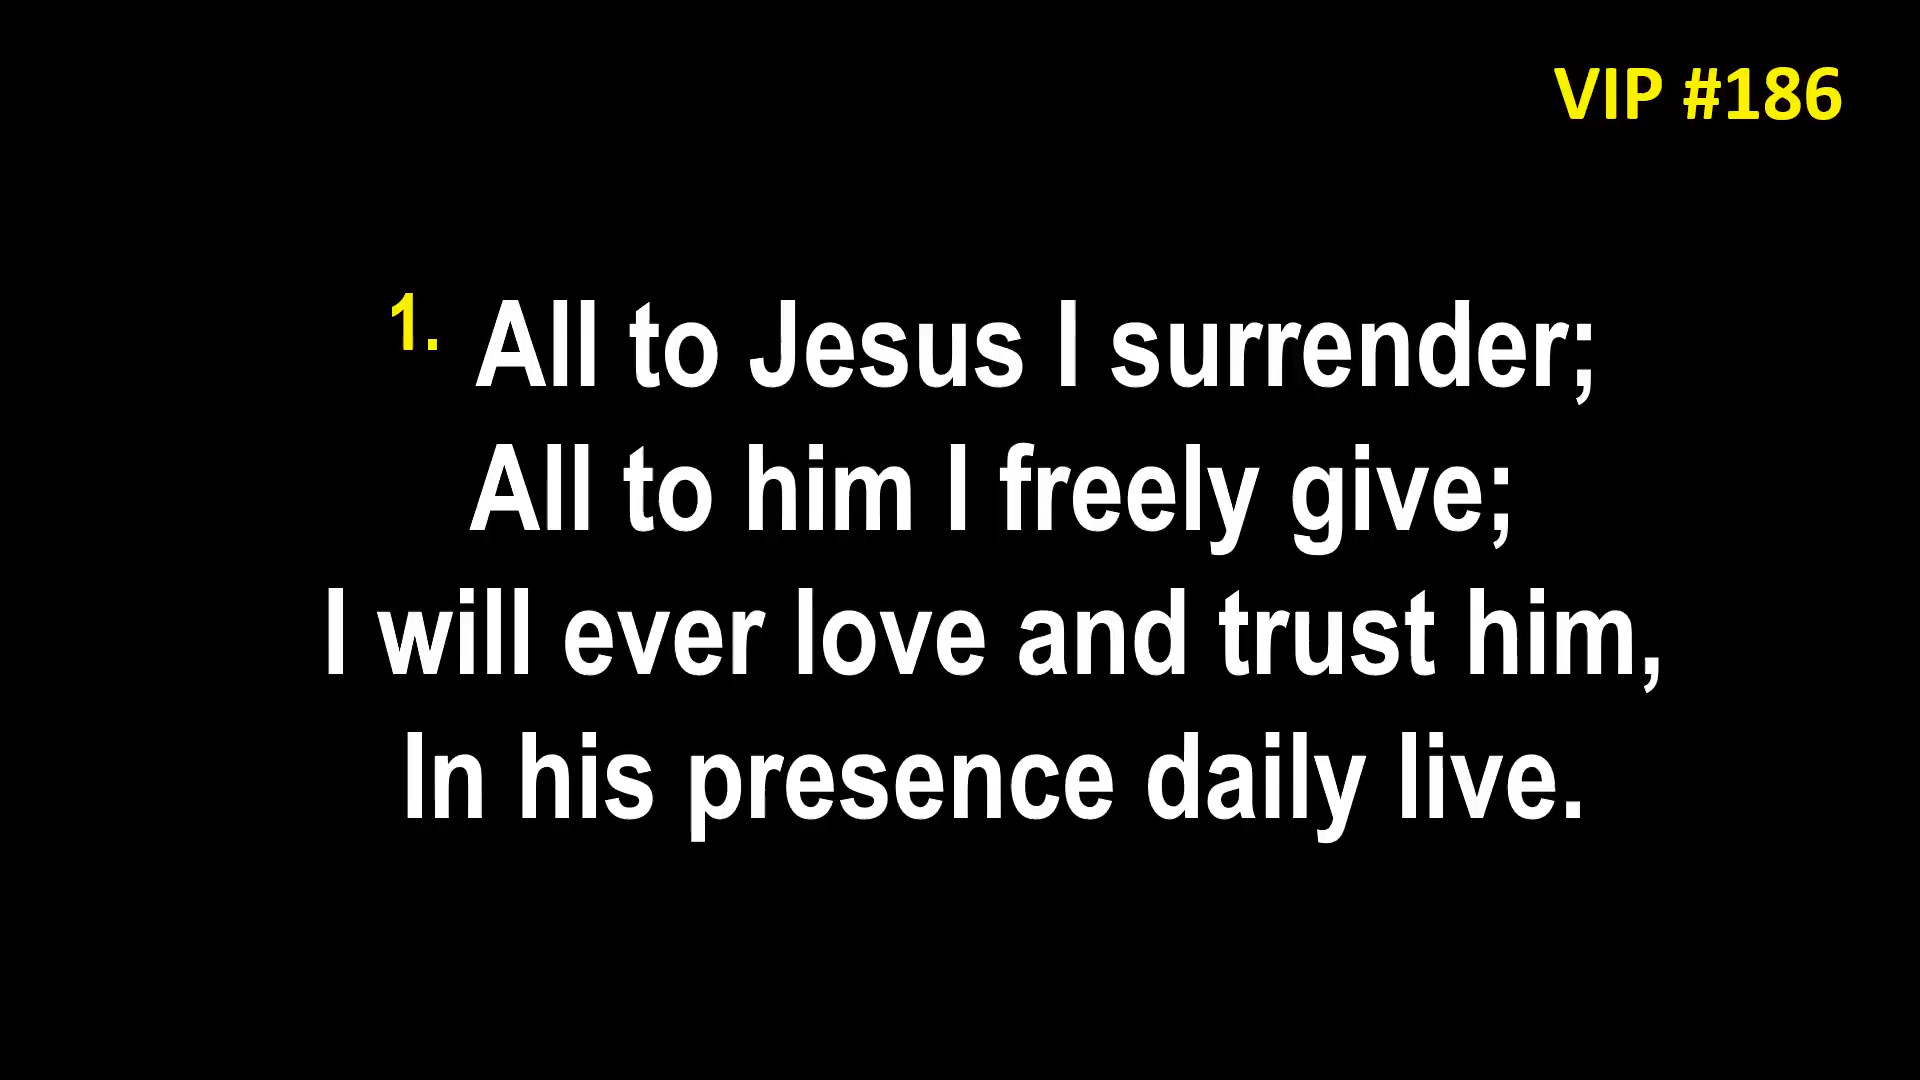 VIP #186
1. All to Jesus I surrender;
All to him I freely give;
I will ever love and trust him,
In his presence daily live.